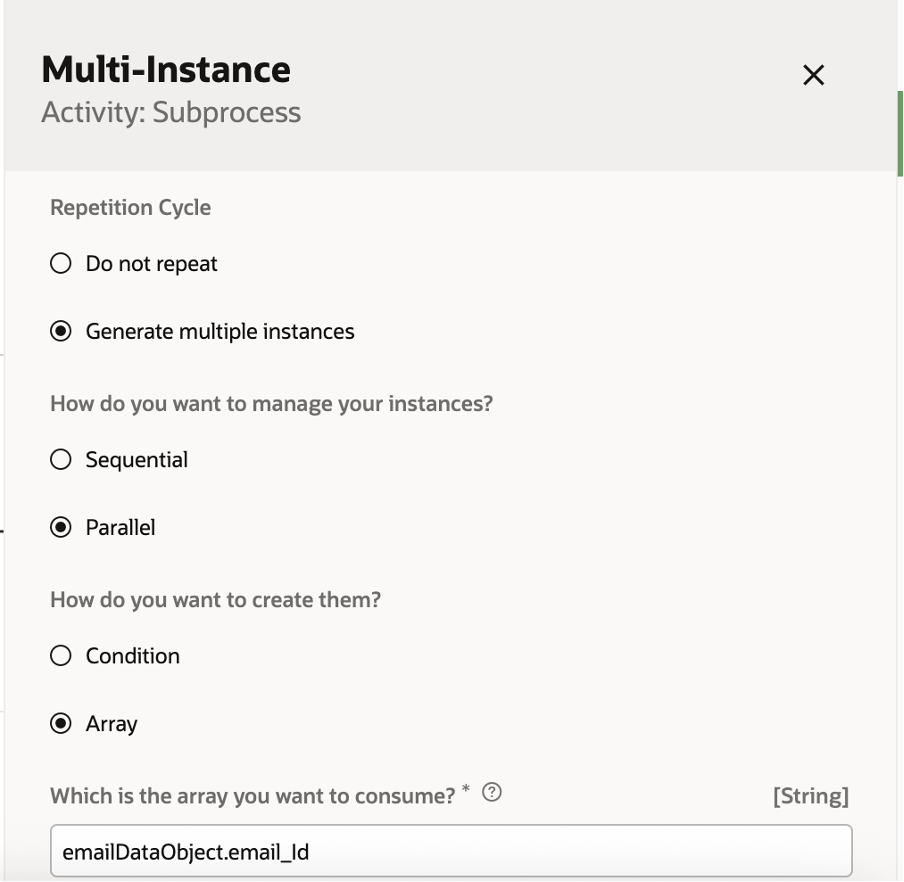 Multi-Instance
Activity: Subprocess
Repetition Cycle
Do not repeat
Generate multiple instances
How do you want to manage your instances?
Sequential
Parallel
How do you want to create them?
Condition
Array
Which is the array you want to consume? * ? [String]
emailDataObject.email_Id